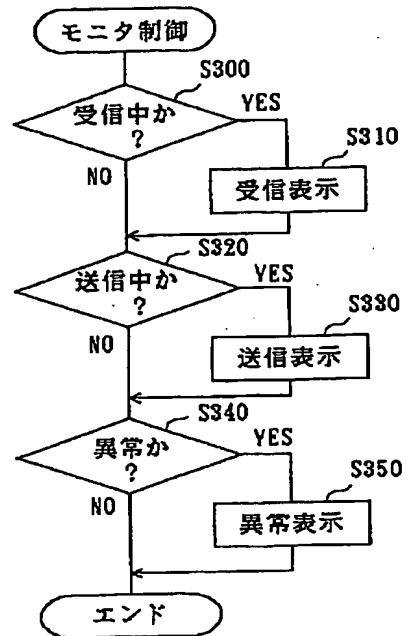 モニタ制御
S300
受信中か
?
YES
NO
S310
受信表示
S320
送信中か
?
YES
NO
S330
送信表示
S340
異常か
?
YES
NO
S350
異常表示
エンド